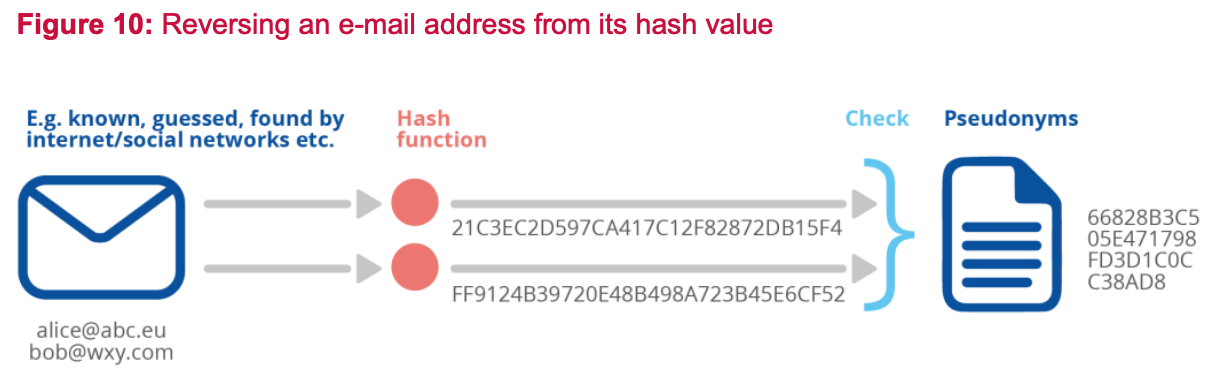 Figure 10: Reversing an e-mail address from its hash value
E.g. known, guessed, found by
internet/social networks etc.
Hash
function
Check
Pseudonyms
21C3EC2D597CA417C12F82872DB15F4
FF9124B39720E48B498A723B45E6CF52
66828B3C5
05E471798
FD3D1C0C
C38AD8
alice@abc.eu
bob@wxy.com